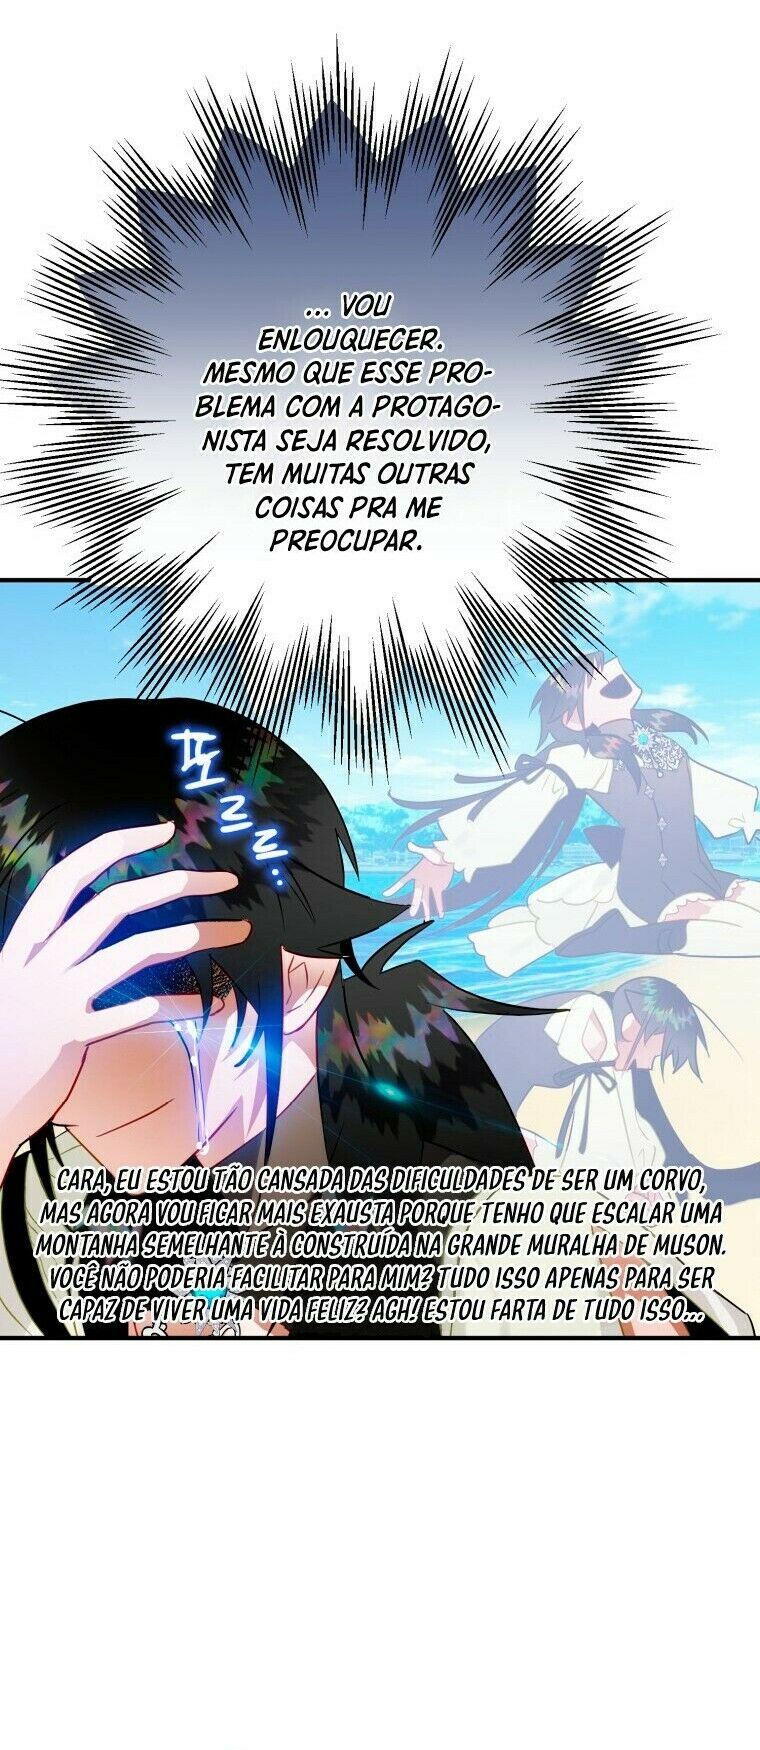 ... VOU
ENLOUQUECER.
MESMO QUE ESSE PRO-
BLEMA COM A PROTAGO-
NISTA SEJA RESOLVIDO,
TEM MUITAS OUTRAS
COISAS PRA ME
PREOCUPAR.
포르르..
CARA, EU ESTOU TÃO CANSADA DAS DIFICULDADES DE SER UM CORVO,
MAS AGORA VOU FICAR MAIS EXAUSTA PORQUE TENHO QUE ESCALAR UMA
MONTANHA SEMELHANTE À CONSTRUÍDA NA GRANDE MURALHA DE MUSON.
VOCÊ NÃO PODERIA FACILITAR PARA MIM? TUDO ISSO APENAS PARA SER
CAPAZ DE VIVER UMA VIDA FELIZ? AGH! ESTOU FARTA DE TUDO ISSO...